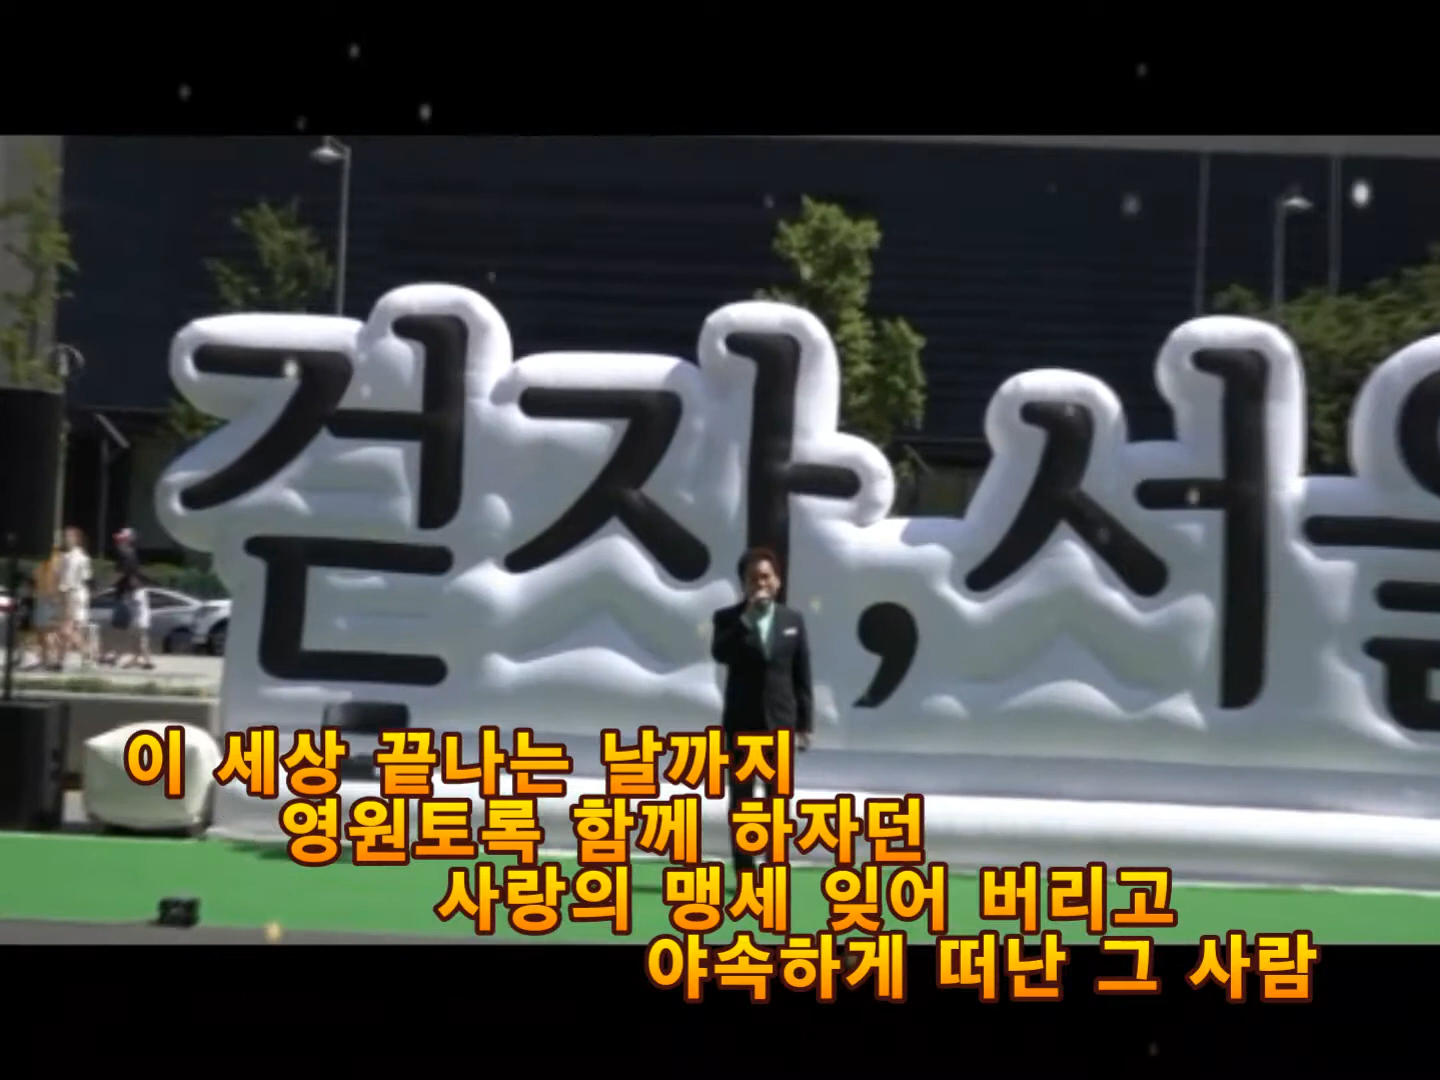 걷자, 서울
이 세상 끝나는 날까지
영원토록 함께 하자던
사랑의 맹세 잊어 버리고
야속하게 떠난 그 사람